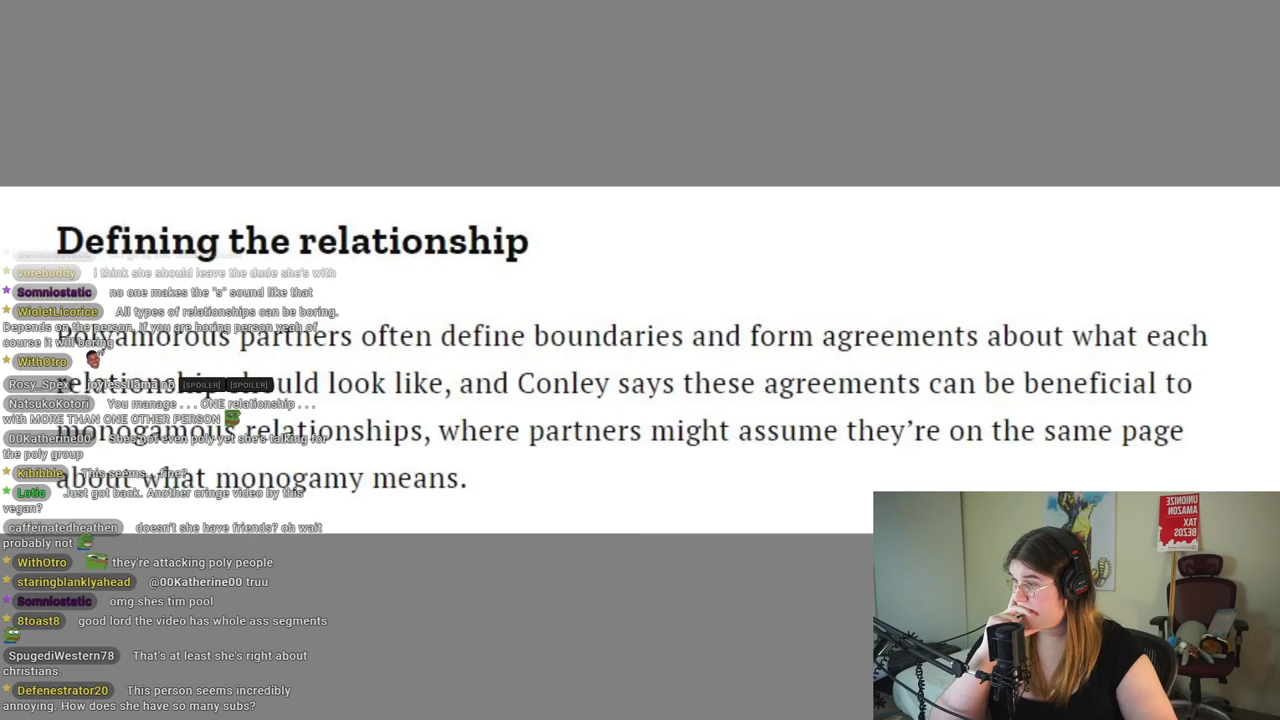 Defining the relationship
vorebuddy i think she should leave the dude she's with
Somniostatic no one makes the "s" sound like that
WioletLicorice All types of relationships can be boring.
Depends on the person. If you are boring person yeah of
course it will boring
Polyamorous partners often define boundaries and form agreements about what each
WithOtro
Rosy_Spex joylessllama no [SPOILER] [SPOILER]
relationship should look like, and Conley says these agreements can be beneficial to
NatsukoKotori You manage . . . ONE relationship . . .
with MORE THAN ONE OTHER PERSON
monogamous relationships, where partners might assume they're on the same page
00Katherine00 Shes not even poly yet she's talking for
the poly group
Kibibble This seems... fine?
about what monogamy means.
Lotic Just got back. Another cringe video by this
vegan?
caffeinatedheathen doesn't she have friends? oh wait
probably not
WithOtro they're attacking poly people
staringblanklyahead @00Katherine00 truu
Somniostatic omg shes tim pool
8toast8 good lord the video has whole ass segments
SpugediWestern78 That's at least she's right about
christians.
Defenestrator20 This person seems incredibly
annoying. How does she have so many subs?
UNIONIZE
AMAZON
TAX
BEZOS